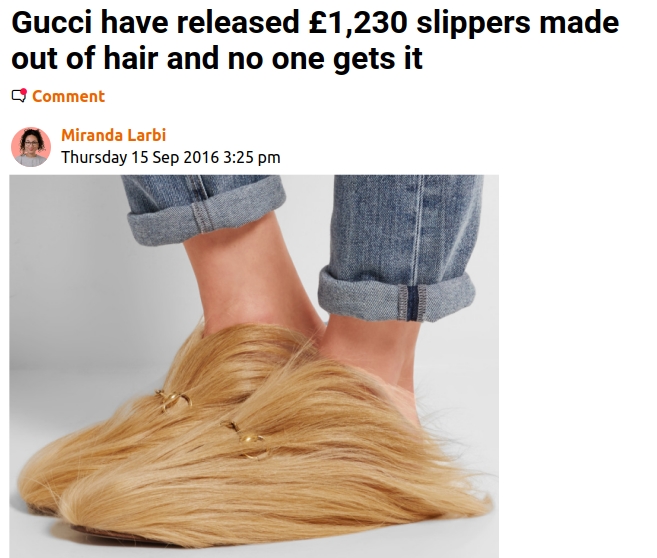 Gucci have released £1,230 slippers made
out of hair and no one gets it
Comment
Miranda Larbi
Thursday 15 Sep 2016 3:25 pm